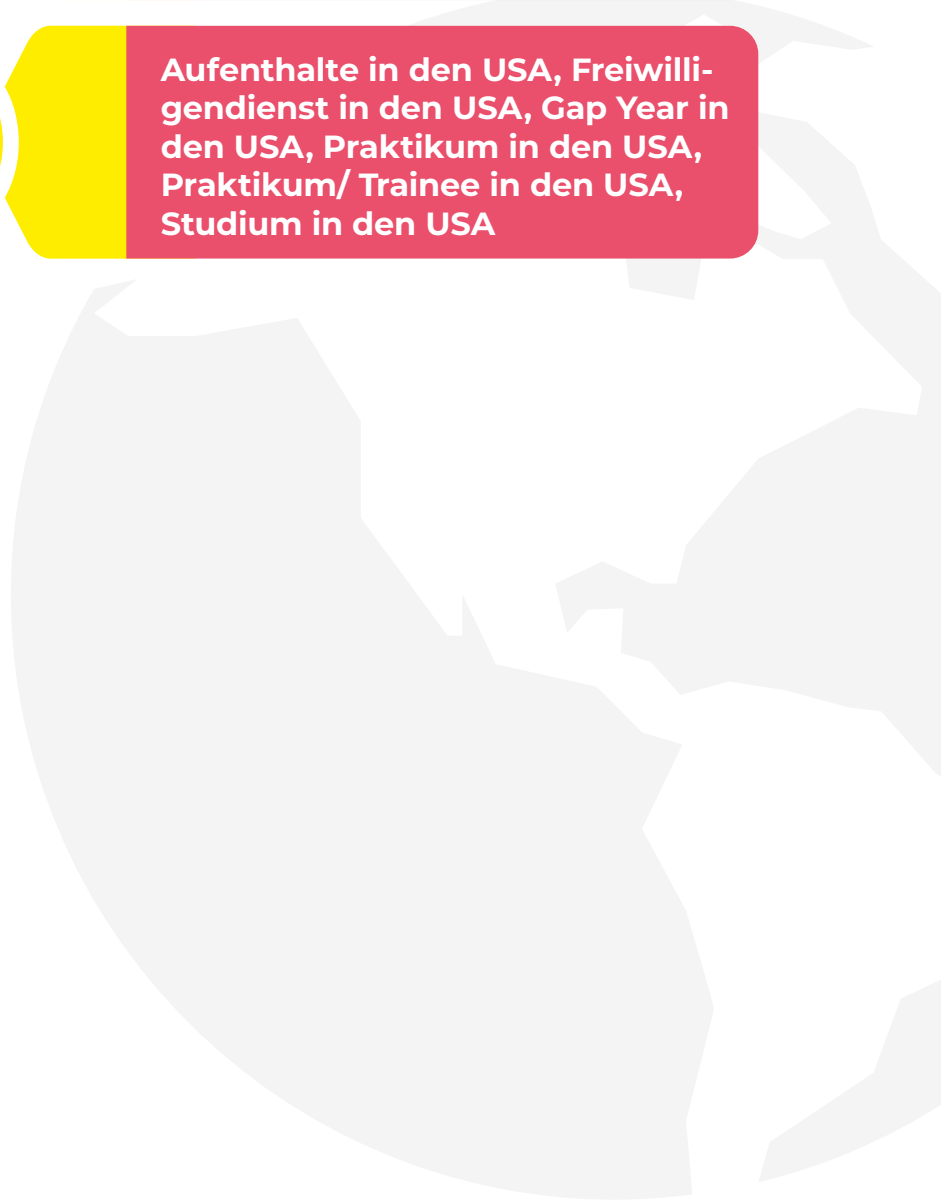 Aufenthalte in den USA, Freiwilli-
gendienst in den USA, Gap Year in
den USA, Praktikum in den USA,
Praktikum/ Trainee in den USA,
Studium in den USA